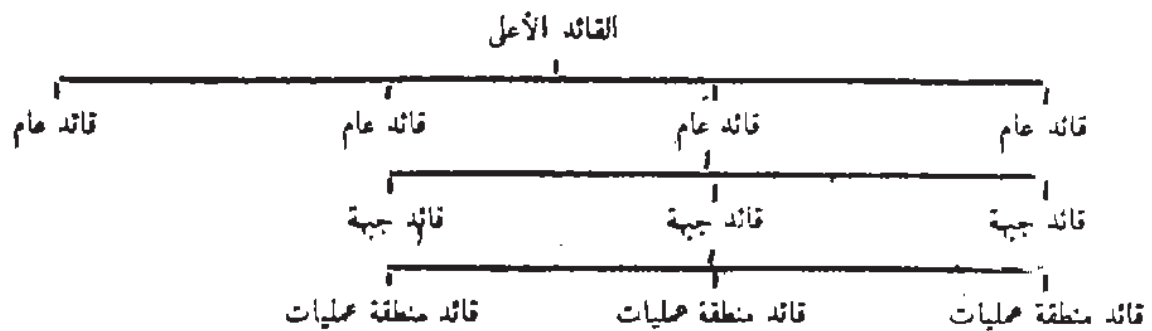 القائد الأعلى
قائد عام قائد عام قائد عام قائد عام
قائد جبهة قائد جبهة قائد جبهة
قائد منطقة عمليات قائد منطقة عمليات قائد منطقة عمليات